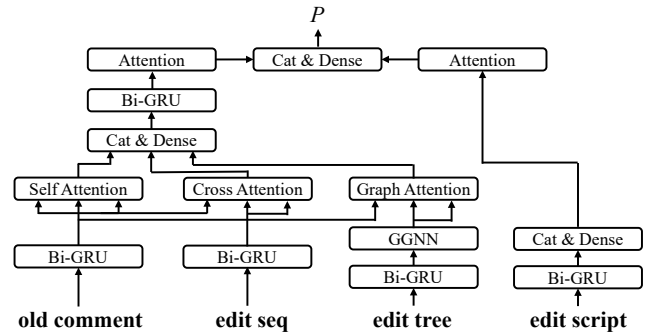 P
Attention Cat & Dense Attention
Bi-GRU
Cat & Dense
Self Attention Cross Attention Graph Attention
GGNN Cat & Dense
Bi-GRU Bi-GRU Bi-GRU Bi-GRU
old comment edit seq edit tree edit script